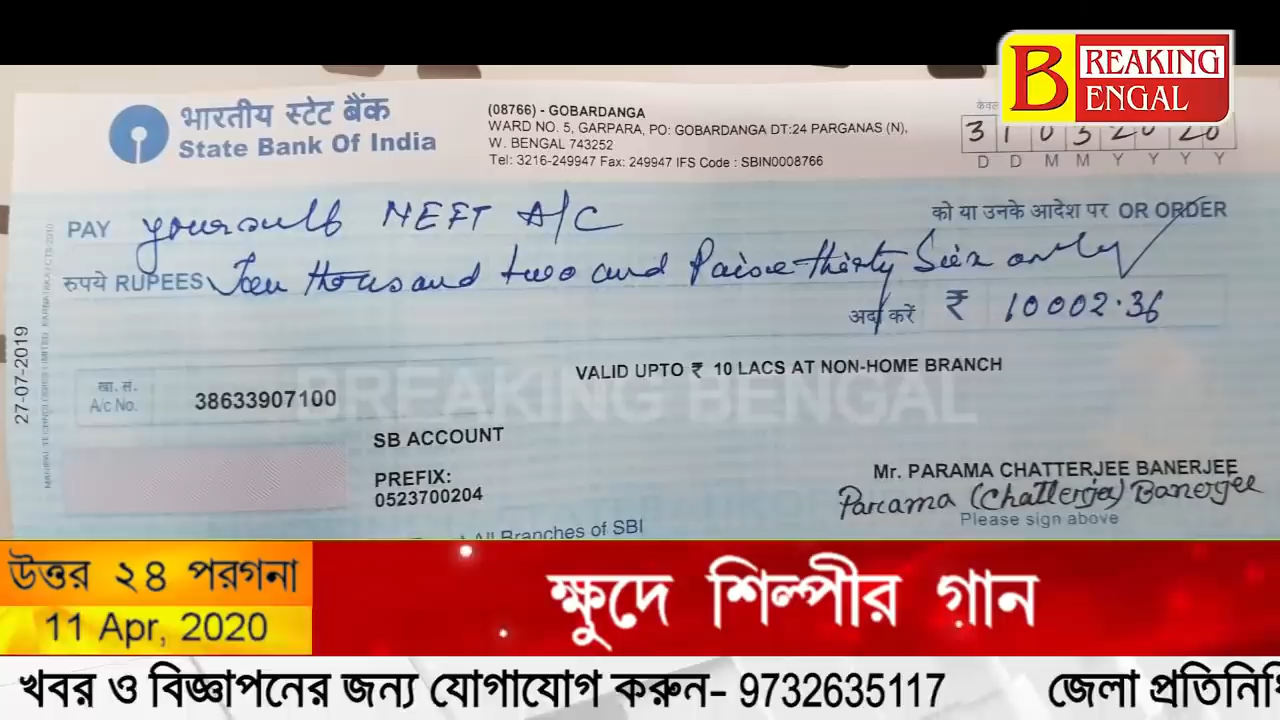 BREAKING
BENGAL
भारतीय स्टेट बैंक
State Bank Of India
(08766) - GOBARDANGA
WARD NO. 5, GARPARA, PO: GOBARDANGA DT:24 PARGANAS (N),
W. BENGAL 743252
Tel: 3216-249947 Fax: 249947 IFS Code : SBIN0008766
केवल
3 1 0 3 2 0 2 0
D D M M Y Y Y Y
PAY yourself NEFT A/C को या उनके आदेश पर OR ORDER
रुपये RUPEES Ten thousand two and Paise thirty Six only
अदा करें ₹ 10002.36
VALID UPTO ₹ 10 LACS AT NON-HOME BRANCH
खा. सं.
A/c No. 38633907100
BREAKING BENGAL
SB ACCOUNT
PREFIX:
0523700204
Mr. PARAMA CHATTERJEE BANERJEE
Parama (Chatterjee) Banerjee
Please sign above
All Branches of SBI
27-07-2019
উত্তর ২৪ পরগনা
11 Apr, 2020
ক্ষুদে শিল্পীর গান
খবর ও বিজ্ঞাপনের জন্য যোগাযোগ করুন- 9732635117 জেলা প্রতিনিধি